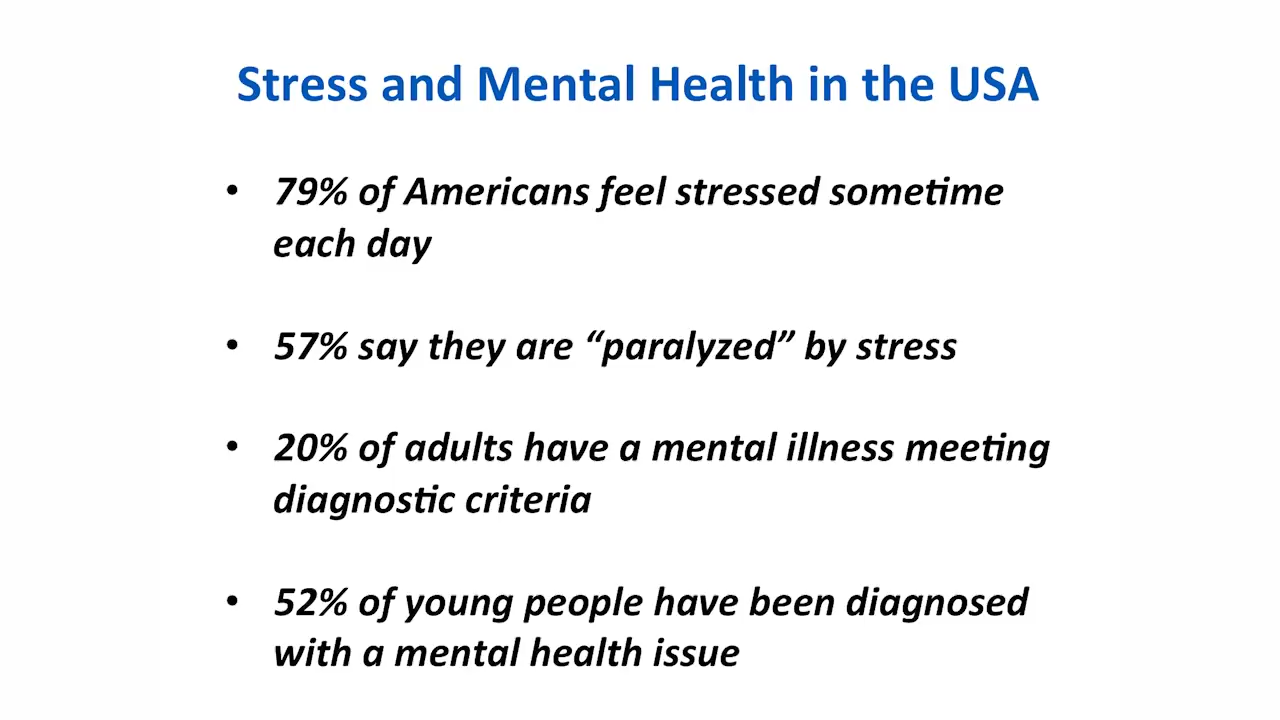 Stress and Mental Health in the USA
• 79% of Americans feel stressed sometime
each day
• 57% say they are “paralyzed” by stress
• 20% of adults have a mental illness meeting
diagnostic criteria
• 52% of young people have been diagnosed
with a mental health issue